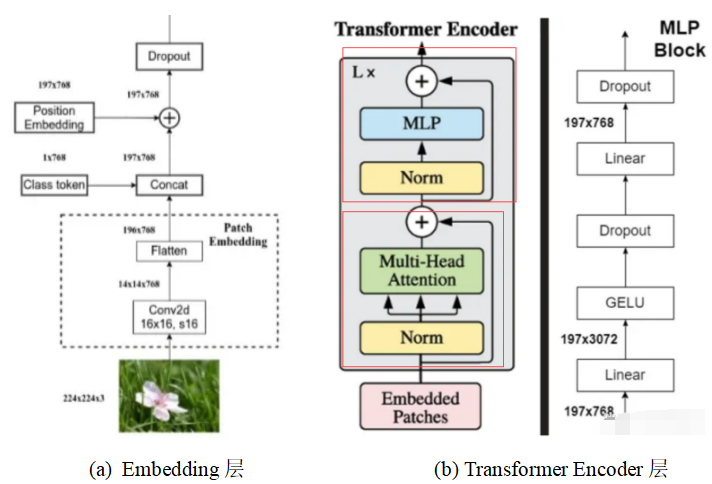 Dropout
197x768
197x768
Position
Embedding
1x768
197x768
Class token
Concat
196x768
Patch
Embedding
Flatten
14x14x768
Conv2d
16x16, s16
224x224x3
(a) Embedding 层
Transformer Encoder
L ×
MLP
Norm
Multi-Head
Attention
Norm
Embedded
Patches
MLP
Block
Dropout
197x768
Linear
Dropout
GELU
197x3072
Linear
197x768
(b) Transformer Encoder 层